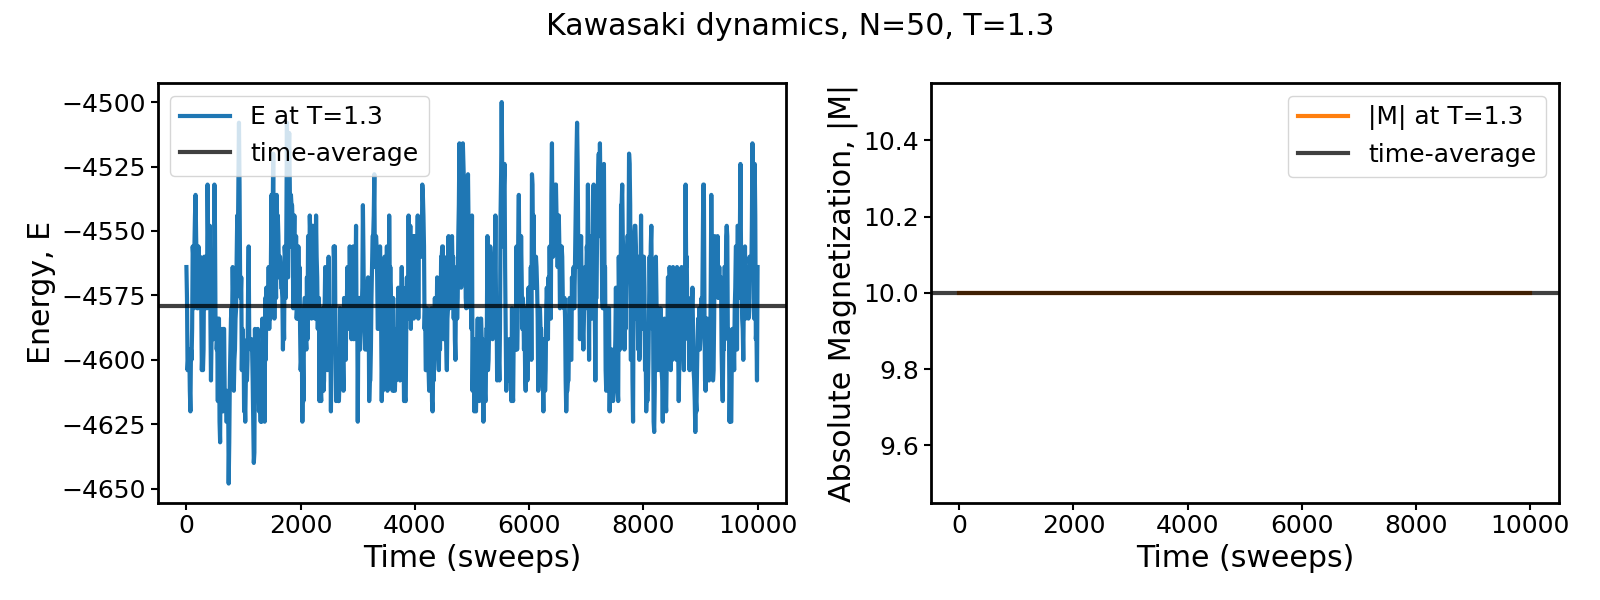 Kawasaki dynamics, N=50, T=1.3
Energy, E
−4500
−4525
−4550
−4575
−4600
−4625
−4650
E at T=1.3
time-average
0
2000
4000
6000
8000
10000
Time (sweeps)
Absolute Magnetization, |M|
10.4
10.2
10.0
9.8
9.6
|M| at T=1.3
time-average
0
2000
4000
6000
8000
10000
Time (sweeps)